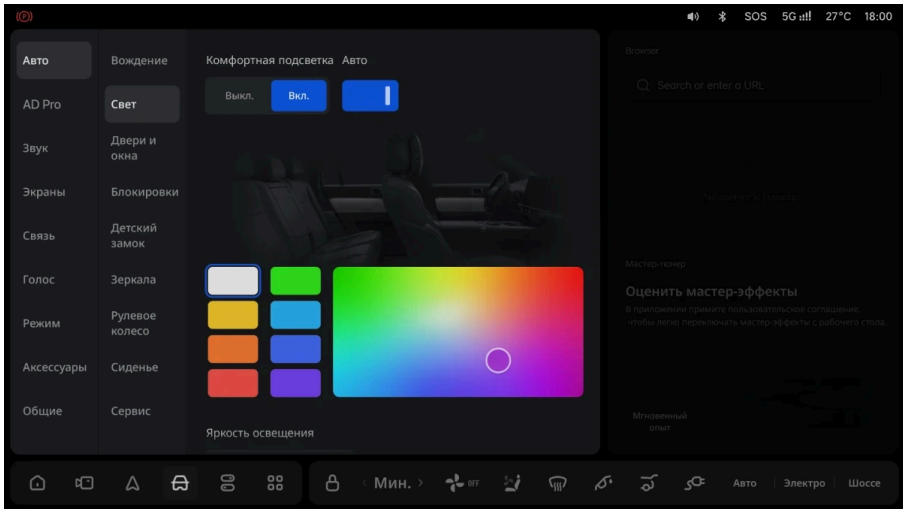 SOS 5G 27°C 18:00
Авто
AD Pro
Звук
Экраны
Связь
Голос
Режим
Аксессуары
Общие
Вождение
Свет
Двери и
окна
Блокировки
Детский
замок
Зеркала
Рулевое
колесо
Сиденье
Сервис
Комфортная подсветка Авто
Выкл. Вкл.
Яркость освещения
Browser
Search or enter a URL
Мастер-тюнер
Оценить мастер-эффекты
В приложении примите пользовательское соглашение,
чтобы легко переключать мастер-эффекты с рабочего стола.
Мгновенный
опыт
Мин. OFF Авто Электро Шоссе